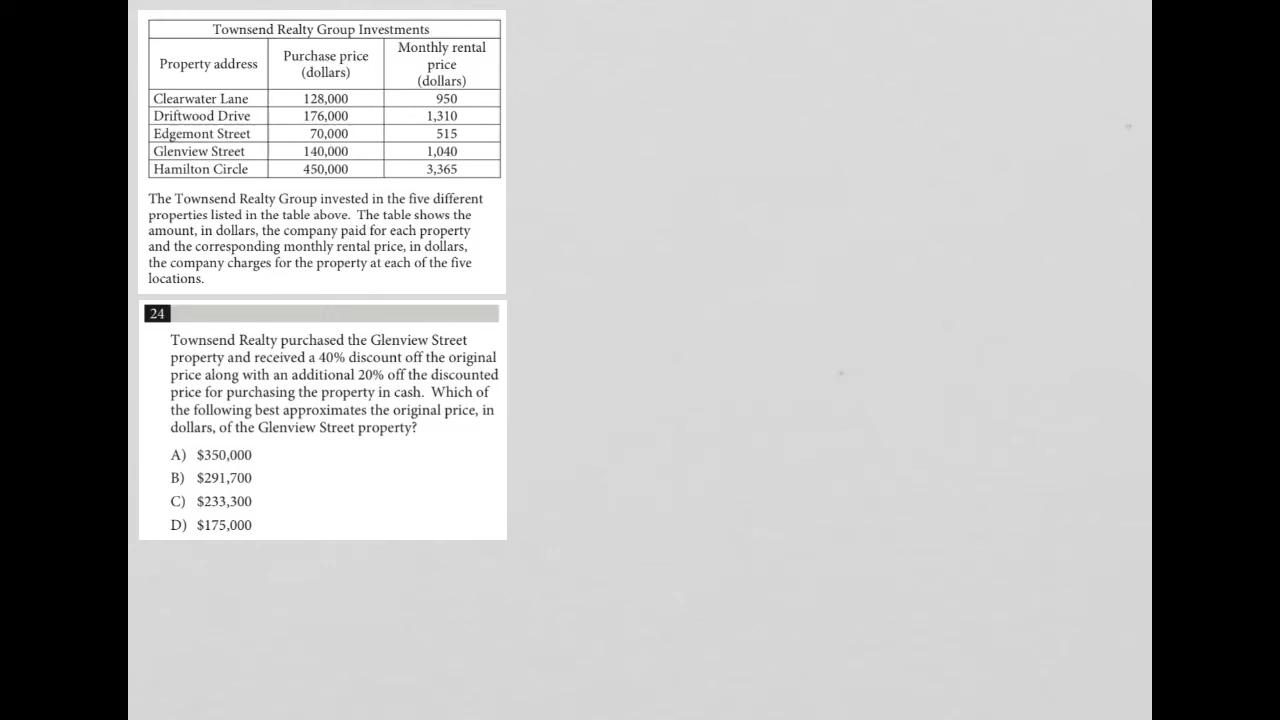 Townsend Realty Group Investments
Property address
Purchase price
(dollars)
Monthly rental
price
(dollars)
Clearwater Lane 128,000 950
Driftwood Drive 176,000 1,310
Edgemont Street 70,000 515
Glenview Street 140,000 1,040
Hamilton Circle 450,000 3,365
The Townsend Realty Group invested in the five different
properties listed in the table above. The table shows the
amount, in dollars, the company paid for each property
and the corresponding monthly rental price, in dollars,
the company charges for the property at each of the five
locations.
24
Townsend Realty purchased the Glenview Street
property and received a 40% discount off the original
price along with an additional 20% off the discounted
price for purchasing the property in cash. Which of
the following best approximates the original price, in
dollars, of the Glenview Street property?
A) $350,000
B) $291,700
C) $233,300
D) $175,000